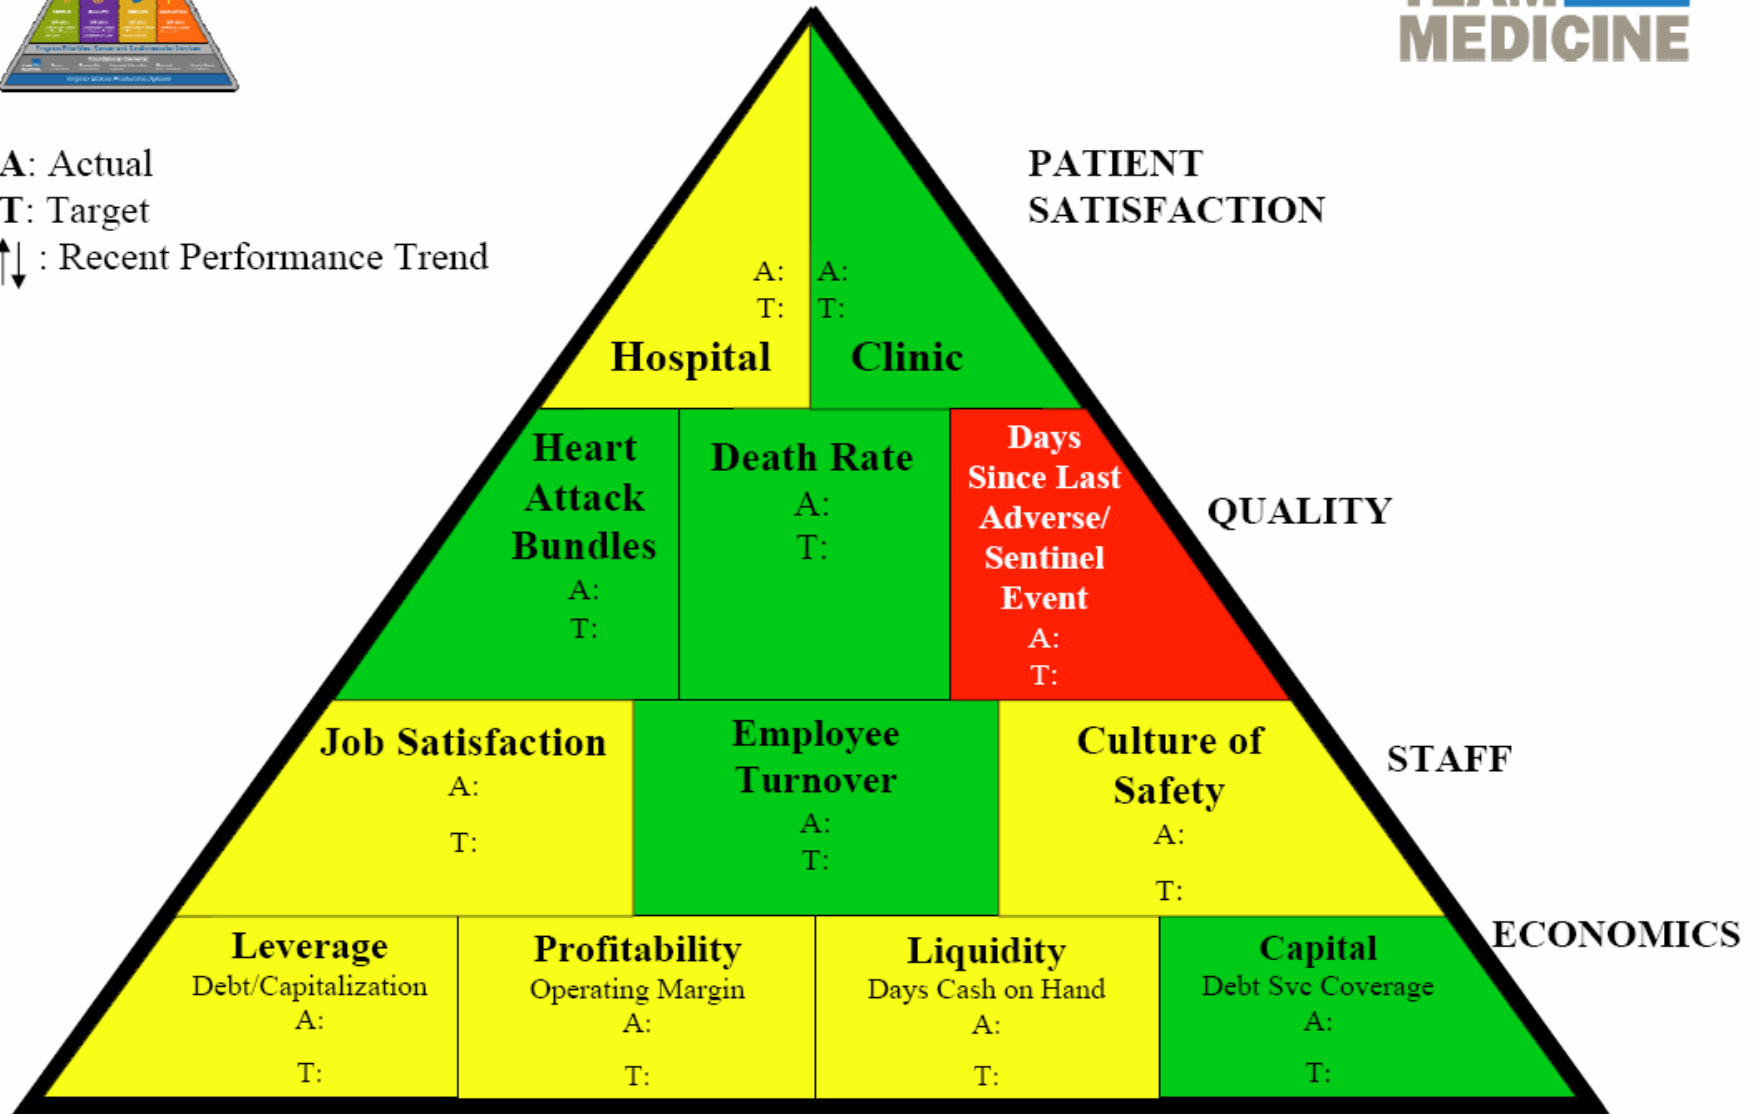 TEAM
MEDICINE
A: Actual
T: Target
↑↓ : Recent Performance Trend
PATIENT
SATISFACTION
A: A:
T: T:
Hospital Clinic
Heart
Attack
Bundles
A:
T:
Death Rate
A:
T:
Days
Since Last
Adverse/
Sentinel
Event
A:
T:
QUALITY
Job Satisfaction
A:
T:
Employee
Turnover
A:
T:
Culture of
Safety
A:
T:
STAFF
Leverage
Debt/Capitalization
A:
T:
Profitability
Operating Margin
A:
T:
Liquidity
Days Cash on Hand
A:
T:
Capital
Debt Svc Coverage
A:
T:
ECONOMICS